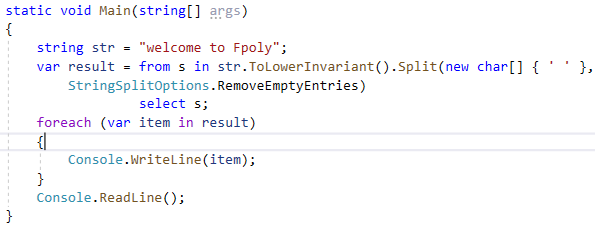 static void Main(string[] args)
{
    string str = "welcome to Fpoly";
    var result = from s in str.ToLowerInvariant().Split(new char[] { ' ' },
        StringSplitOptions.RemoveEmptyEntries)
                 select s;
    foreach (var item in result)
    {
        Console.WriteLine(item);
    }
    Console.ReadLine();
}